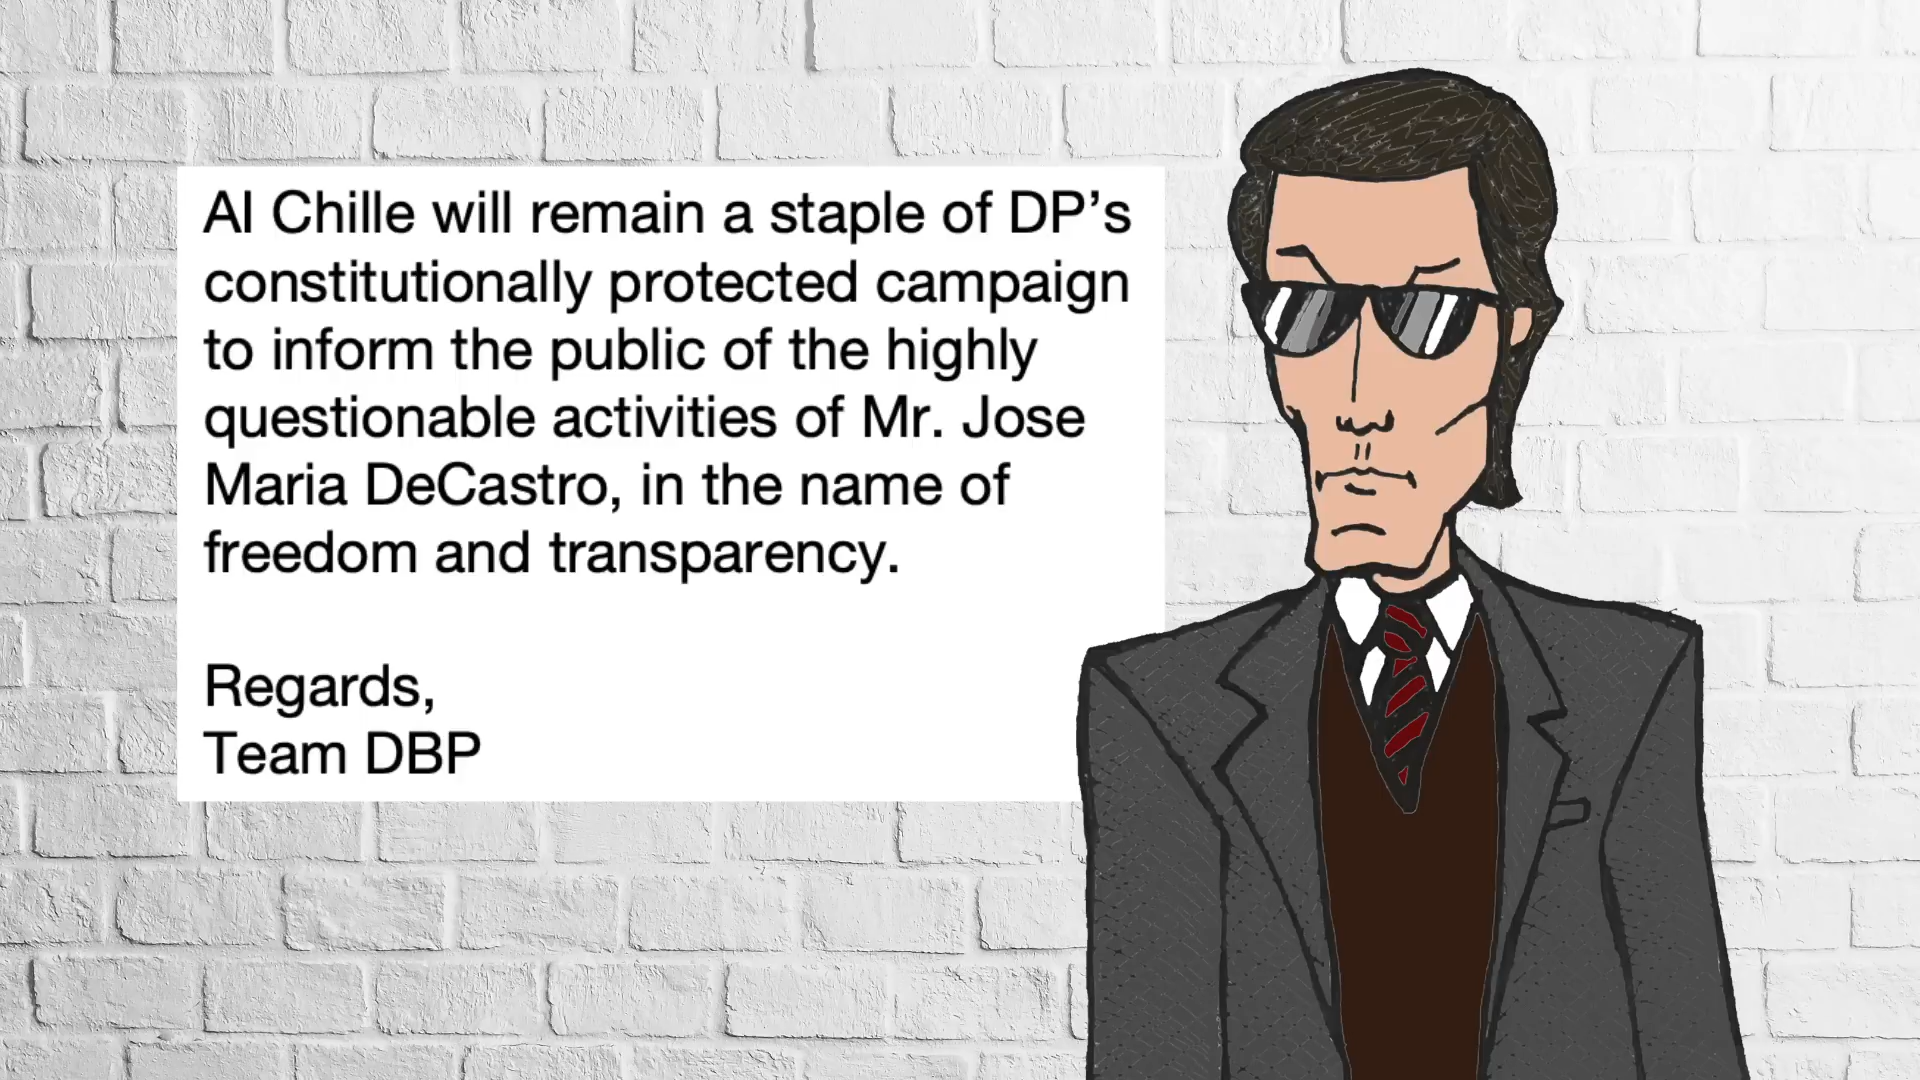 Al Chille will remain a staple of DP’s
constitutionally protected campaign
to inform the public of the highly
questionable activities of Mr. Jose
Maria DeCastro, in the name of
freedom and transparency.
Regards,
Team DBP